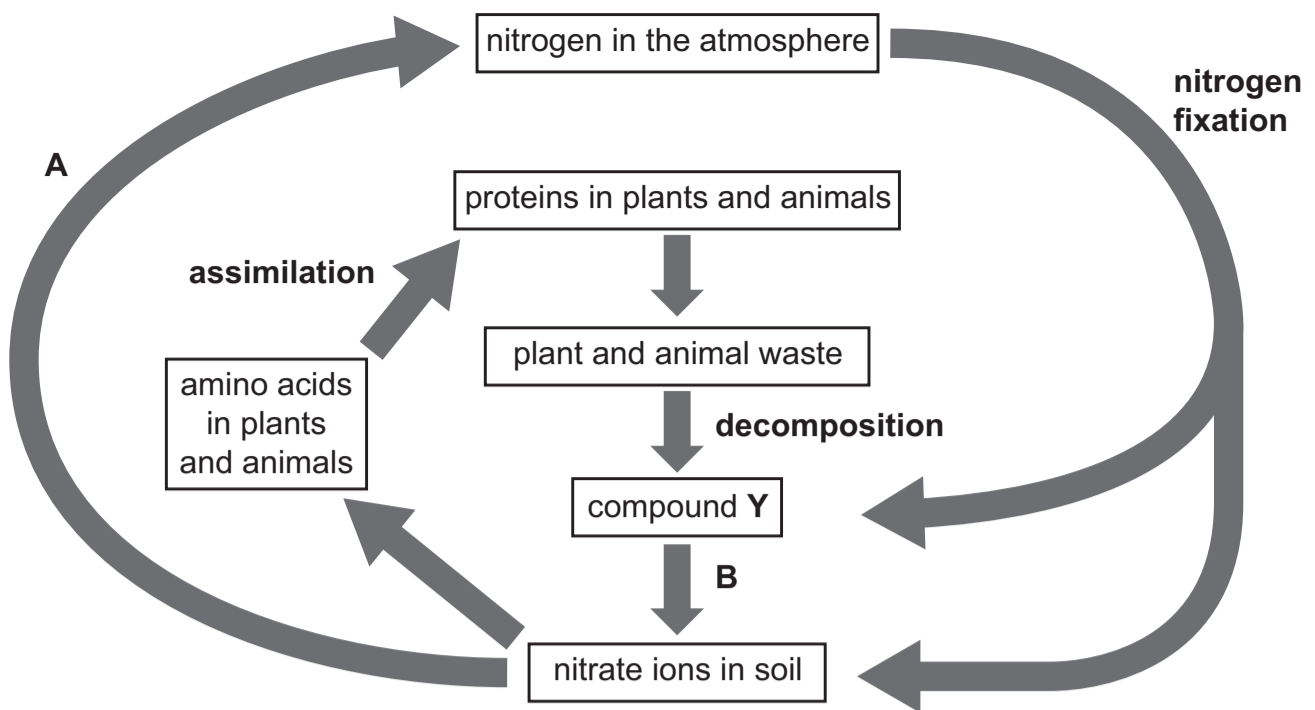 nitrogen in the atmosphere
nitrogen
fixation
A
proteins in plants and animals
assimilation
plant and animal waste
amino acids
in plants
and animals
decomposition
compound Y
B
nitrate ions in soil